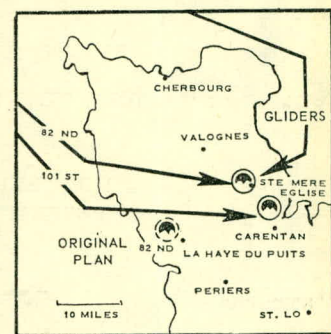 CHERBOURG
GLIDERS
82 ND
VALOGNES
101 ST
STE MERE
EGLISE
ORIGINAL
PLAN
82 ND
CARENTAN
LA HAYE DU PUITS
PERIERS
10 MILES
ST. LO